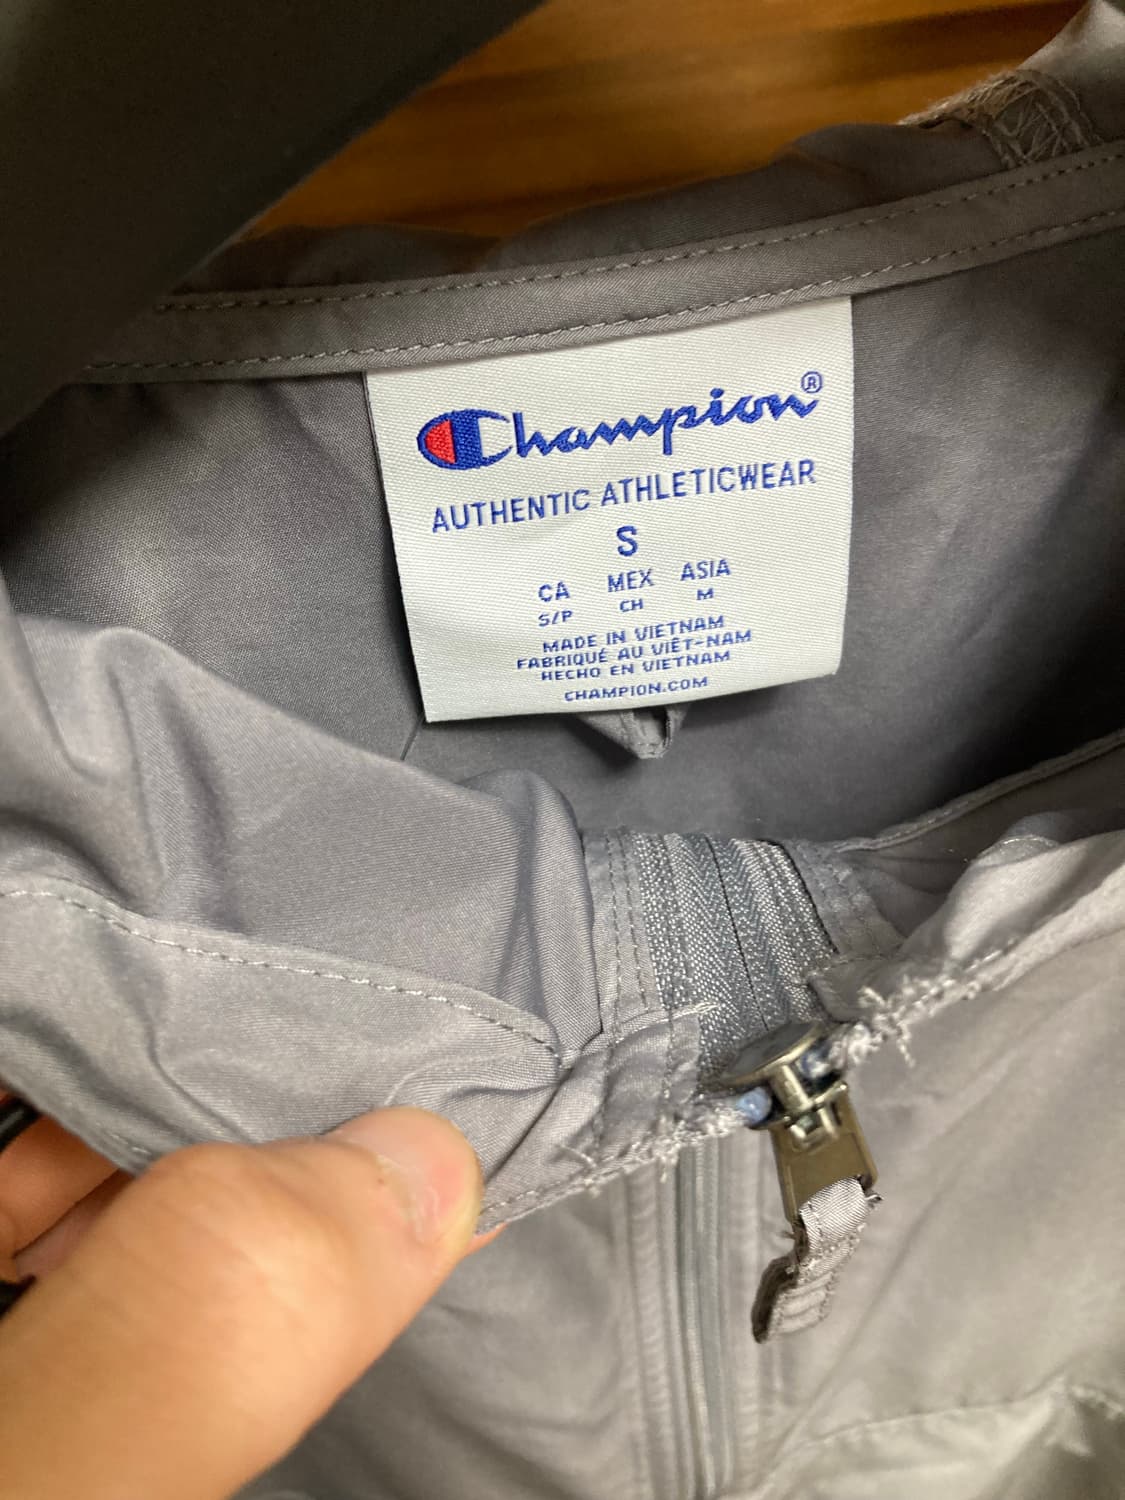 Champion®
AUTHENTIC ATHLETICWEAR
S
CA MEX ASIA
S/P CH M
MADE IN VIETNAM
FABRIQUÉ AU VIÊT-NAM
HECHO EN VIETNAM
CHAMPION.COM